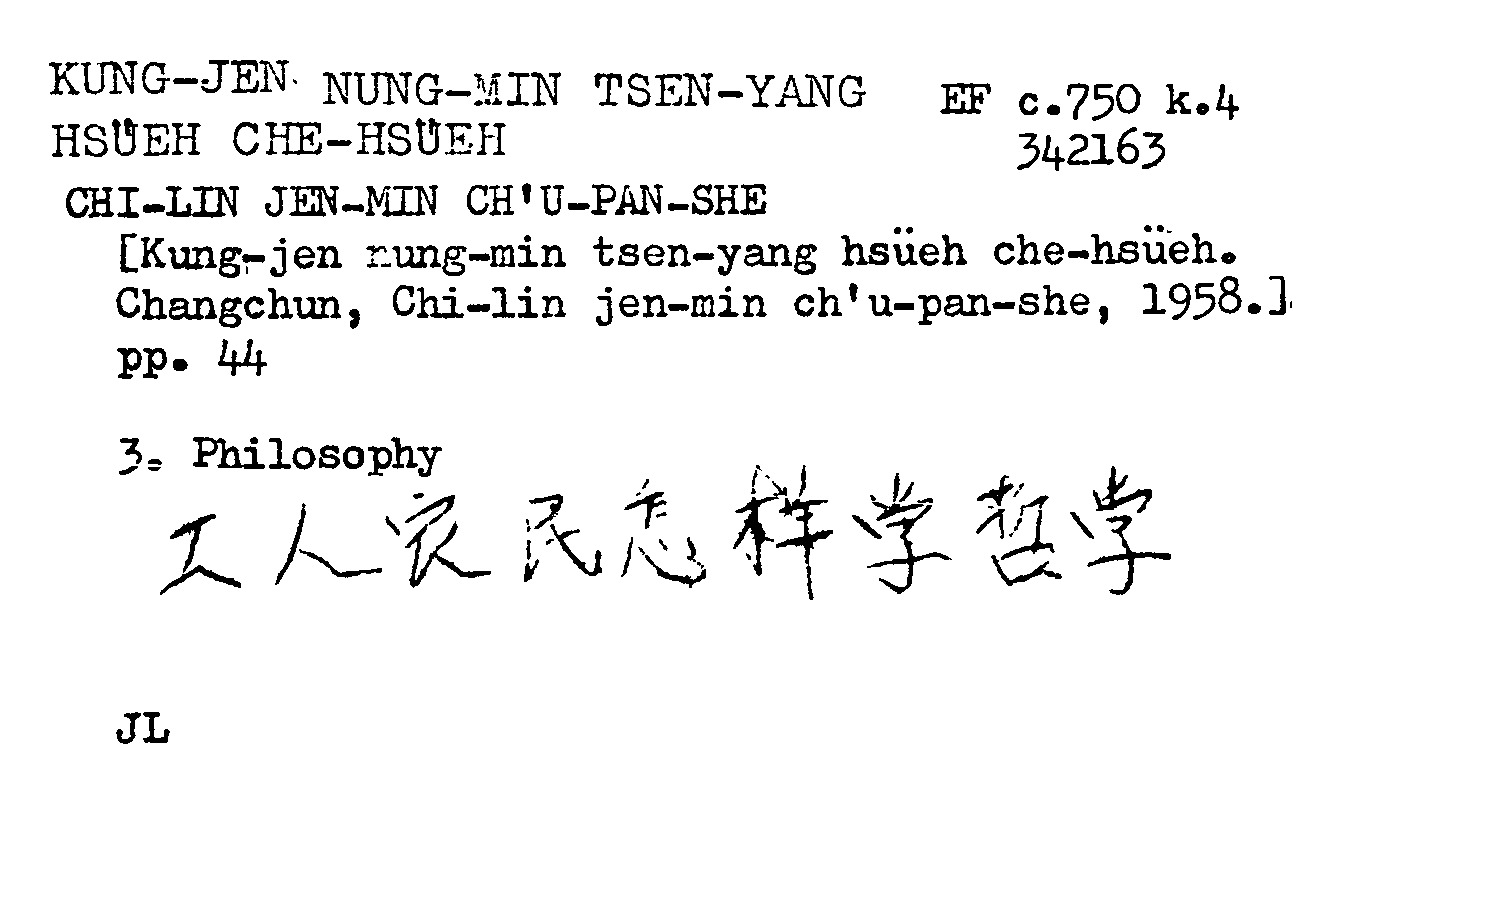 KUNG-JEN NUNG-MIN TSEN-YANG EF c.750 k.4
HSÜEH CHE-HSÜEH 342163
CHI-LIN JEN-MIN CH'U-PAN-SHE
[Kung-jen nung-min tsen-yang hsüeh che-hsüeh.
Changchun, Chi-lin jen-min ch'u-pan-she, 1958.]
pp. 44
3. Philosophy
工人农民怎样学哲学
JL